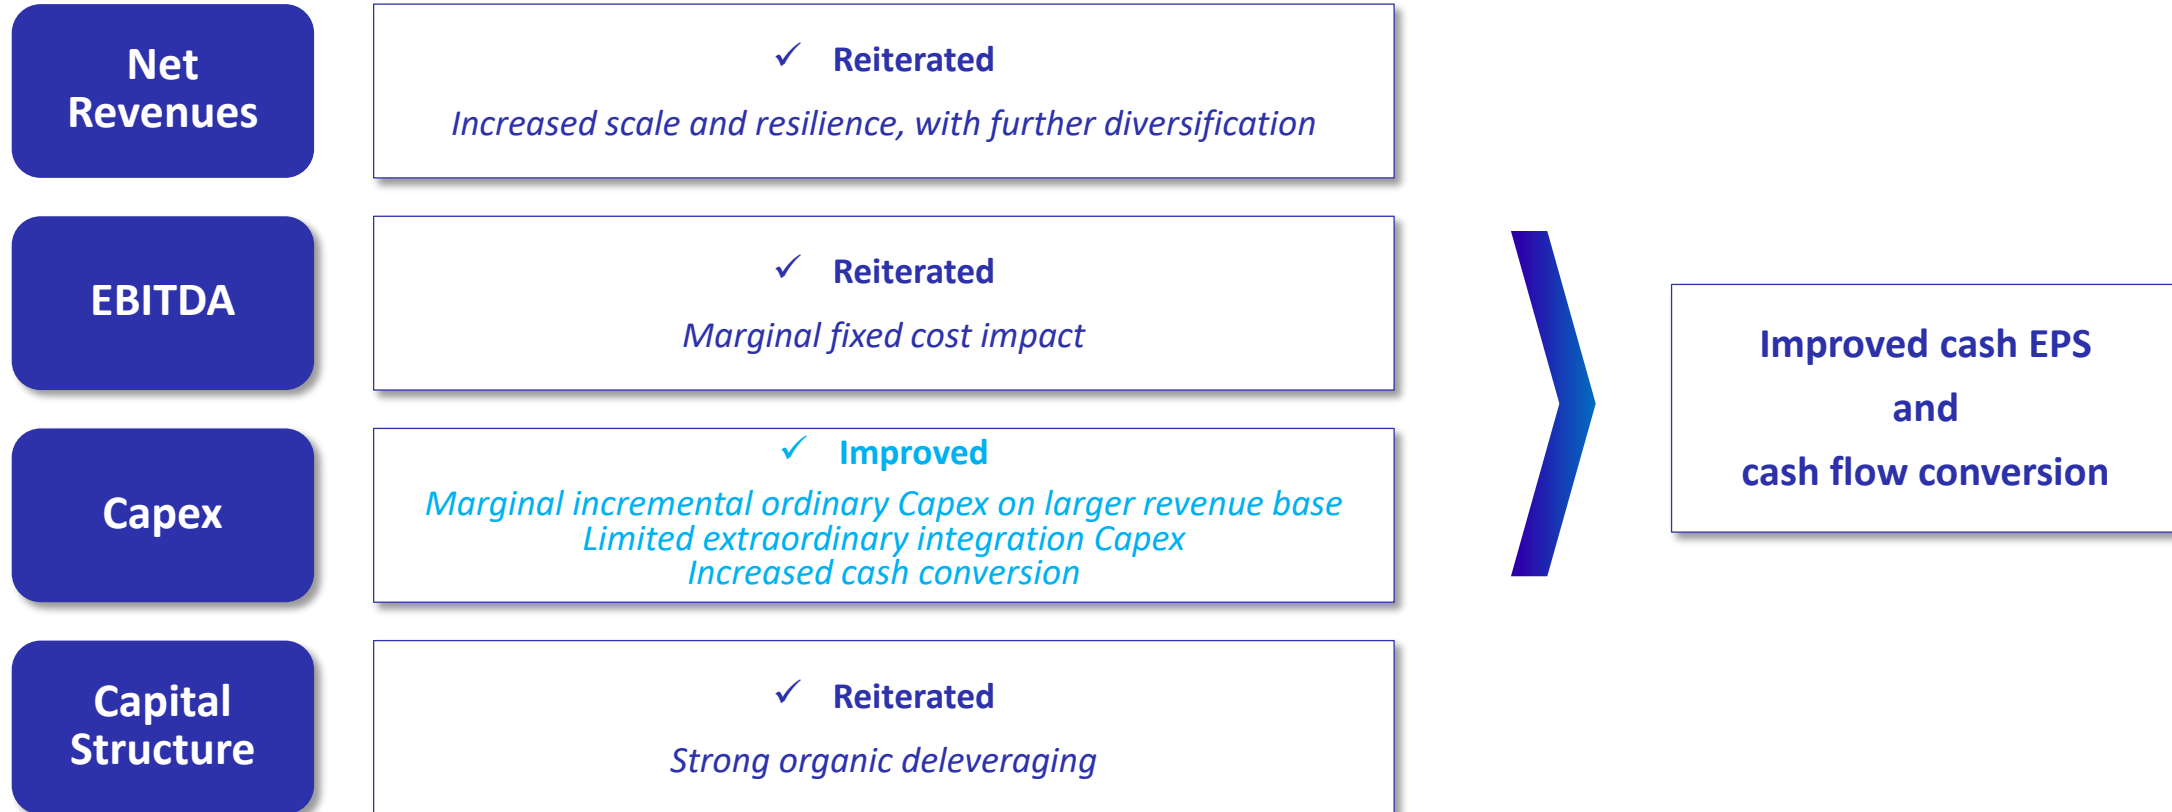 Net
Revenues
✓ Reiterated
Increased scale and resilience, with further diversification
EBITDA
✓ Reiterated
Marginal fixed cost impact
Capex
✓ Improved
Marginal incremental ordinary Capex on larger revenue base
Limited extraordinary integration Capex
Increased cash conversion
Capital
Structure
✓ Reiterated
Strong organic deleveraging
Improved cash EPS
and
cash flow conversion